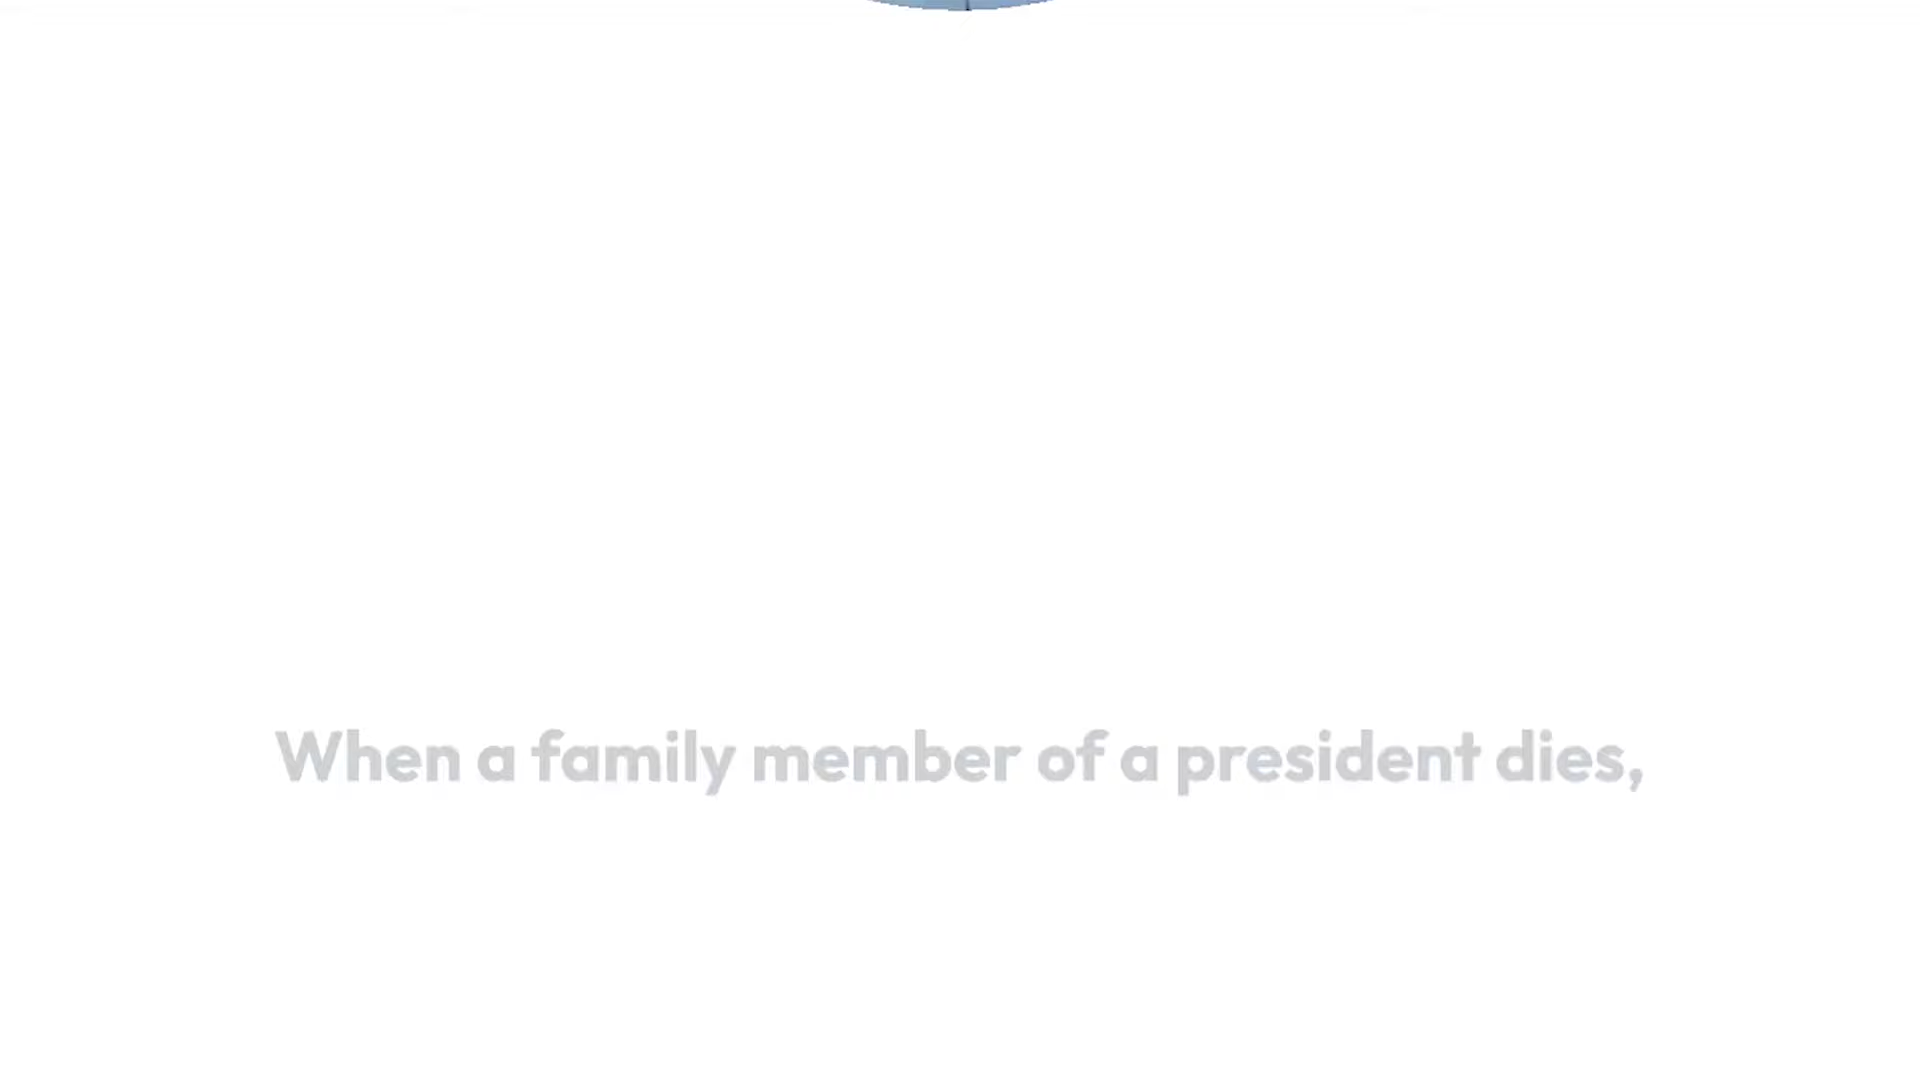 When a family member of a president dies,